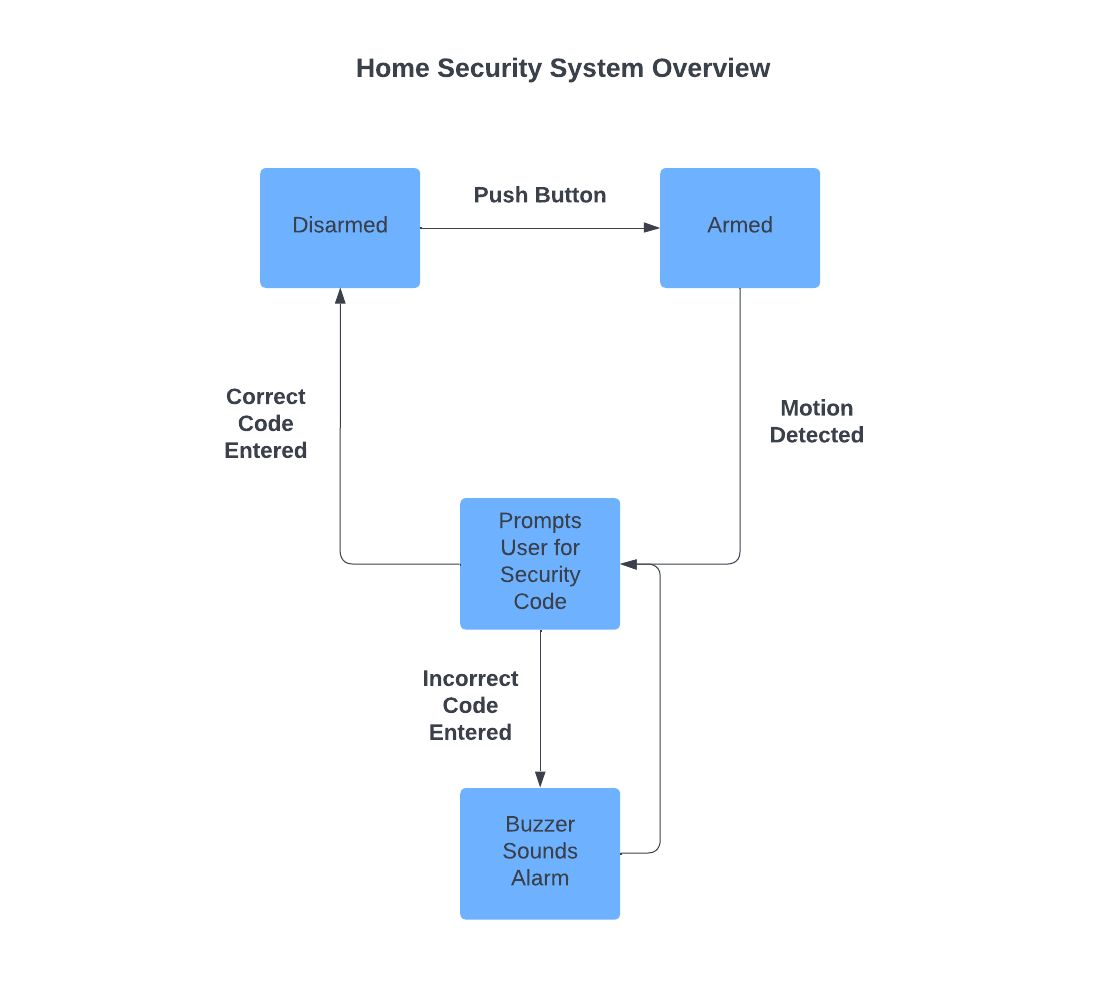 Home Security System Overview
Disarmed
Push Button
Armed
Correct
Code
Entered
Motion
Detected
Prompts
User for
Security
Code
Incorrect
Code
Entered
Buzzer
Sounds
Alarm